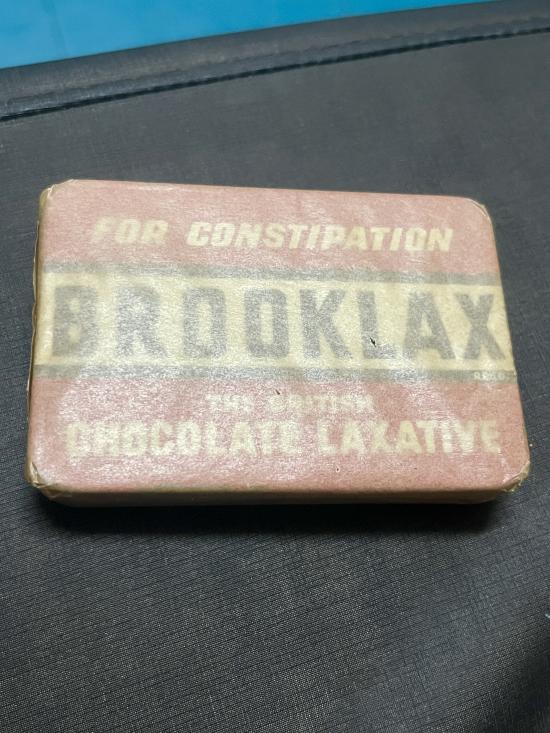 FOR CONSTIPATION
BROOKLAX
THE BRITISH
CHOCOLATE LAXATIVE